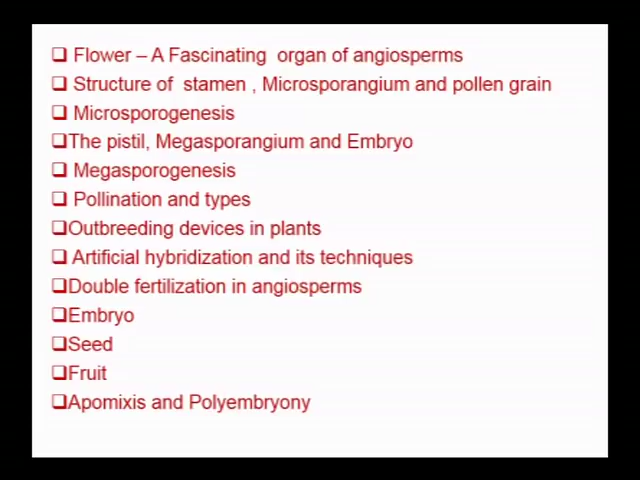 ❑ Flower – A Fascinating organ of angiosperms
❑ Structure of stamen , Microsporangium and pollen grain
❑ Microsporogenesis
❑The pistil, Megasporangium and Embryo
❑ Megasporogenesis
❑ Pollination and types
❑Outbreeding devices in plants
❑ Artificial hybridization and its techniques
❑Double fertilization in angiosperms
❑Embryo
❑Seed
❑Fruit
❑Apomixis and Polyembryony